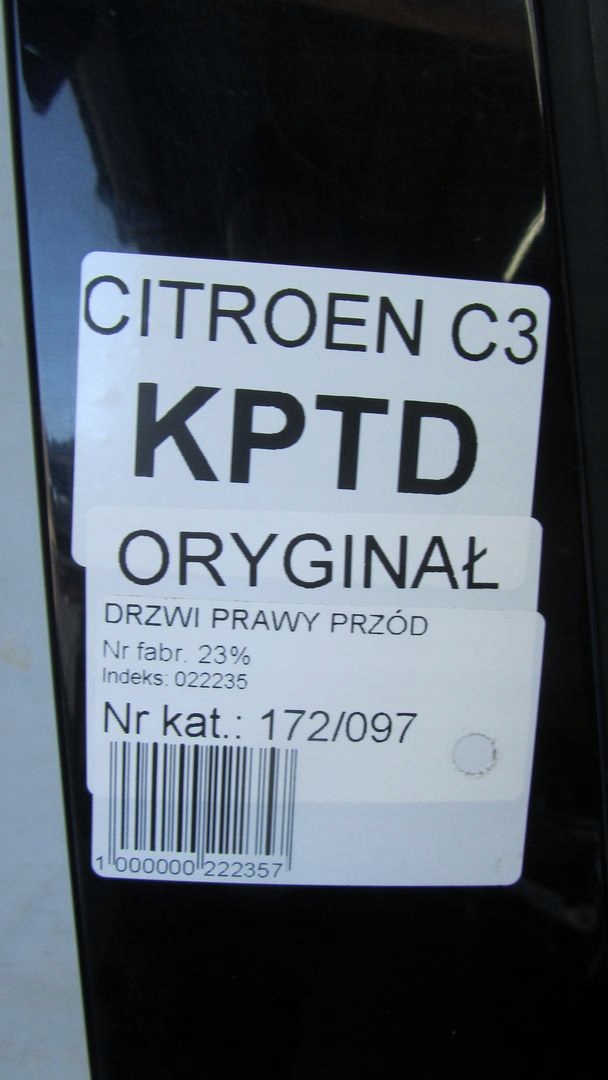 CITROEN C3
KPTD
ORYGINAŁ
DRZWI PRAWY PRZÓD
Nr fabr. 23%
Indeks: 022235
Nr kat.: 172/097
1 000000 222357